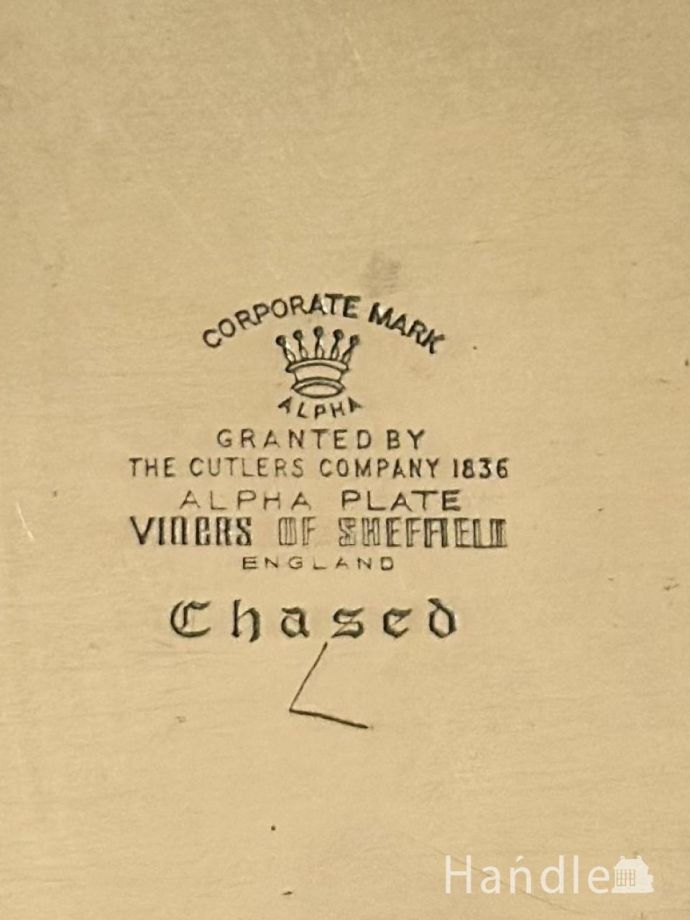 CORPORATE MARK
ALPHA
GRANTED BY
THE CUTLERS COMPANY 1836
ALPHA PLATE
VINERS OF SHEFFIELD
ENGLAND
Chased
Handle